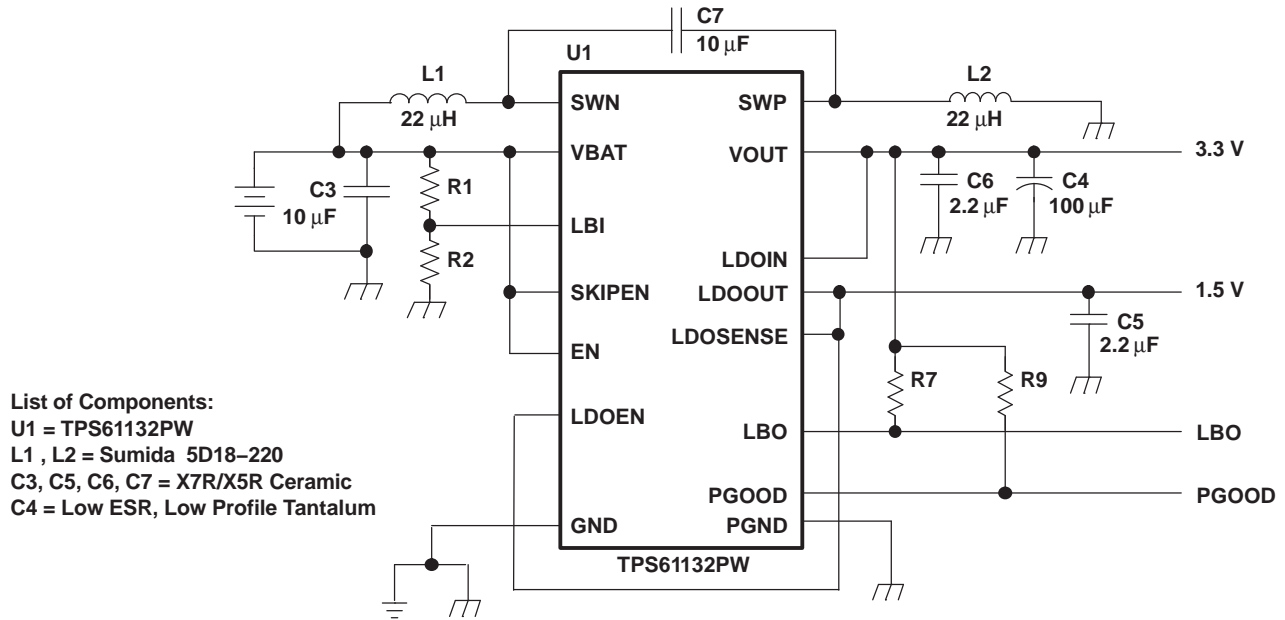 C7
10 µF
U1
L1
22 µH
L2
22 µH
SWN
SWP
VBAT
VOUT
3.3 V
C3
10 µF
R1
C6
2.2 µF
C4
100 µF
LBI
R2
LDOIN
SKIPEN
LDOOUT
1.5 V
LDOSENSE
C5
2.2 µF
EN
R7
R9
LDOEN
LBO
LBO
List of Components:
U1 = TPS61132PW
L1 , L2 = Sumida 5D18–220
C3, C5, C6, C7 = X7R/X5R Ceramic
C4 = Low ESR, Low Profile Tantalum
PGOOD
PGOOD
GND
PGND
TPS61132PW